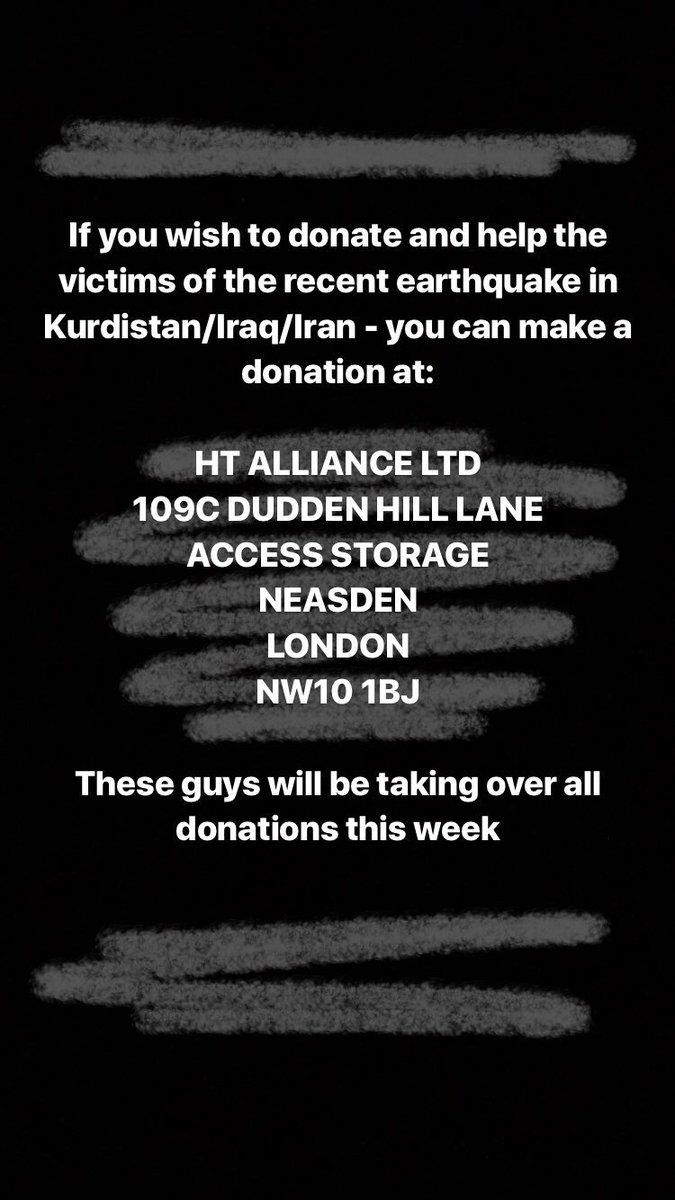 If you wish to donate and help the
victims of the recent earthquake in
Kurdistan/Iraq/Iran - you can make a
donation at:
HT ALLIANCE LTD
109C DUDDEN HILL LANE
ACCESS STORAGE
NEASDEN
LONDON
NW10 1BJ
These guys will be taking over all
donations this week